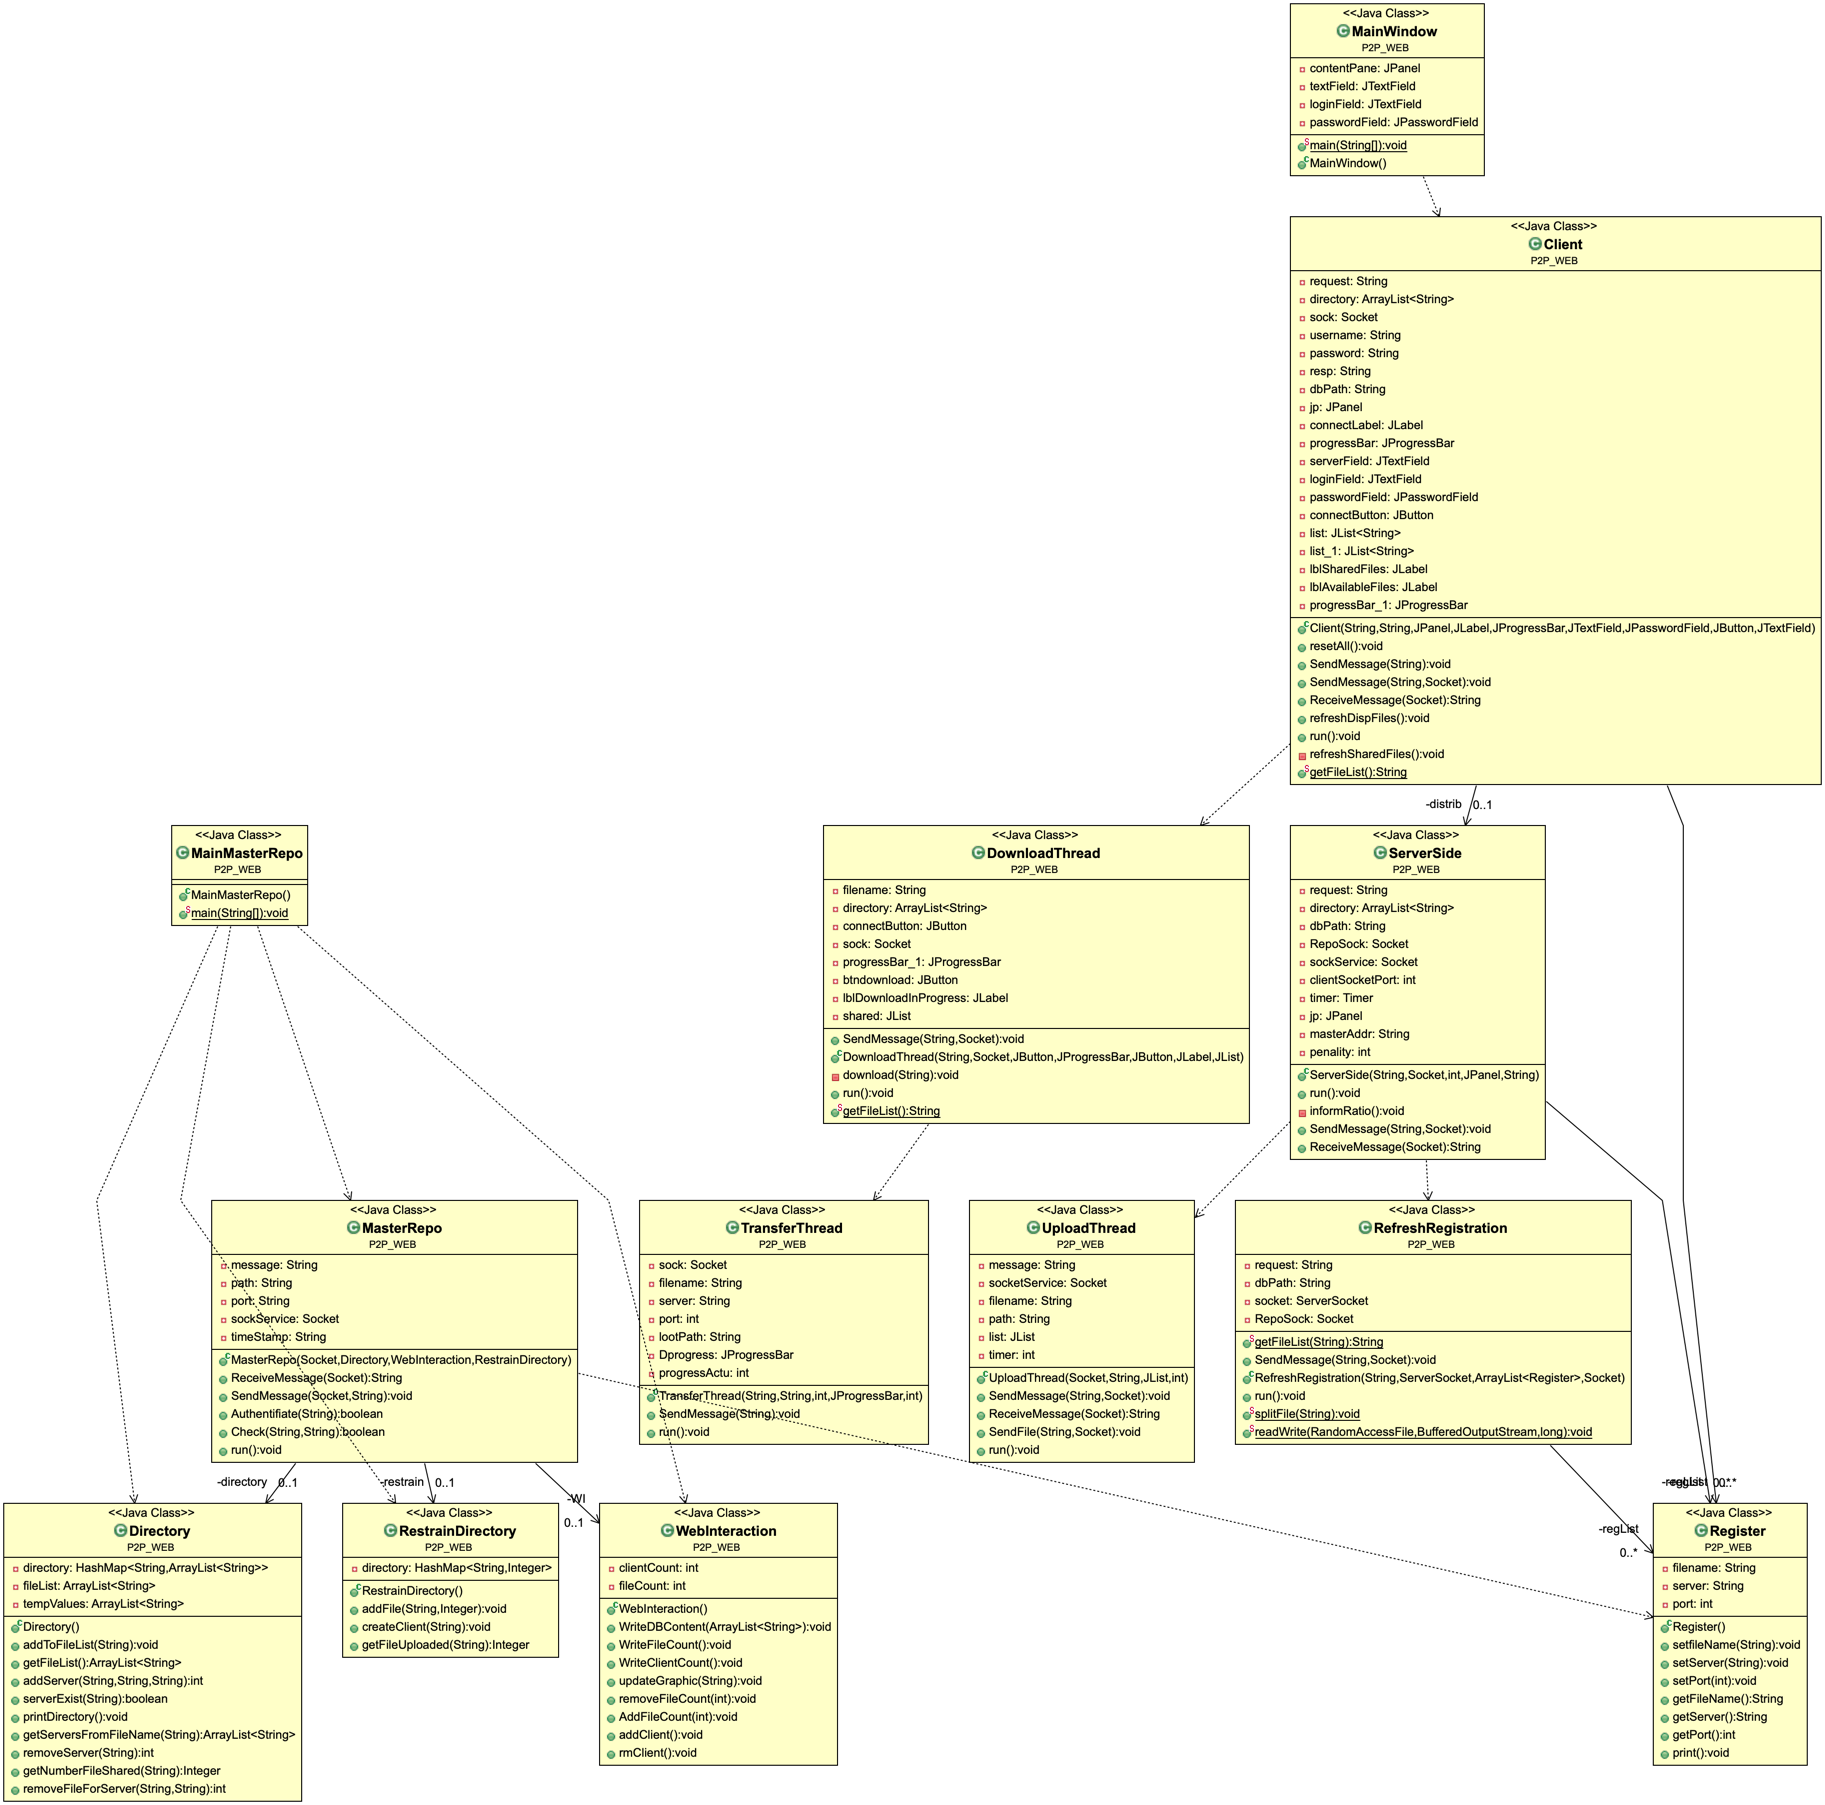 <<Java Class>>
MainWindow
P2P_WEB
contentPane: JPanel
textField: JTextField
loginField: JTextField
passwordField: JPasswordField
main(String[]):void
MainWindow()
<<Java Class>>
Client
P2P_WEB
request: String
directory: ArrayList<String>
sock: Socket
username: String
password: String
resp: String
dbPath: String
jp: JPanel
connectLabel: JLabel
progressBar: JProgressBar
serverField: JTextField
loginField: JTextField
passwordField: JPasswordField
connectButton: JButton
list: JList<String>
list_1: JList<String>
lblSharedFiles: JLabel
lblAvailableFiles: JLabel
progressBar_1: JProgressBar
Client(String,String,JPanel,JLabel,JProgressBar,JTextField,JPasswordField,JButton,JTextField)
resetAll():void
SendMessage(String):void
SendMessage(String,Socket):void
ReceiveMessage(Socket):String
refreshDispFiles():void
run():void
refreshSharedFiles():void
getFileList():String
-distrib 0..1
<<Java Class>>
MainMasterRepo
P2P_WEB
MainMasterRepo()
main(String[]):void
<<Java Class>>
DownloadThread
P2P_WEB
filename: String
directory: ArrayList<String>
connectButton: JButton
sock: Socket
progressBar_1: JProgressBar
btndownload: JButton
lblDownloadInProgress: JLabel
shared: JList
SendMessage(String,Socket):void
DownloadThread(String,Socket,JButton,JProgressBar,JButton,JLabel,JList)
download(String):void
run():void
getFileList():String
<<Java Class>>
ServerSide
P2P_WEB
request: String
directory: ArrayList<String>
dbPath: String
RepoSock: Socket
sockService: Socket
clientSocketPort: int
timer: Timer
jp: JPanel
masterAddr: String
penality: int
ServerSide(String,Socket,int,JPanel,String)
run():void
informRatio():void
SendMessage(String,Socket):void
ReceiveMessage(Socket):String
<<Java Class>>
MasterRepo
P2P_WEB
message: String
path: String
port: String
sockService: Socket
timeStamp: String
MasterRepo(Socket,Directory,WebInteraction,RestrainDirectory)
ReceiveMessage(Socket):String
SendMessage(Socket,String):void
Authentifiate(String):boolean
Check(String,String):boolean
run():void
<<Java Class>>
TransferThread
P2P_WEB
sock: Socket
filename: String
server: String
port: int
lootPath: String
Dprogress: JProgressBar
progressActu: int
TransferThread(String,String,int,JProgressBar,int)
SendMessage(String):void
run():void
<<Java Class>>
UploadThread
P2P_WEB
message: String
socketService: Socket
filename: String
path: String
list: JList
timer: int
UploadThread(Socket,String,JList,int)
SendMessage(String,Socket):void
ReceiveMessage(Socket):String
SendFile(String,Socket):void
run():void
<<Java Class>>
RefreshRegistration
P2P_WEB
request: String
dbPath: String
socket: ServerSocket
RepoSock: Socket
getFileList(String):String
SendMessage(String,Socket):void
RefreshRegistration(String,ServerSocket,ArrayList<Register>,Socket)
run():void
splitFile(String):void
readWrite(RandomAccessFile,BufferedOutputStream,long):void
-directory 0..1
-restrain 0..1
-WI
0..1
-regList
0..*
<<Java Class>>
Directory
P2P_WEB
directory: HashMap<String,ArrayList<String>>
fileList: ArrayList<String>
tempValues: ArrayList<String>
Directory()
addToFileList(String):void
getFileList():ArrayList<String>
addServer(String,String,String):int
serverExist(String):boolean
printDirectory():void
getServersFromFileName(String):ArrayList<String>
removeServer(String):int
getNumberFileShared(String):Integer
removeFileForServer(String,String):int
<<Java Class>>
RestrainDirectory
P2P_WEB
directory: HashMap<String,Integer>
RestrainDirectory()
addFile(String,Integer):void
createClient(String):void
getFileUploaded(String):Integer
<<Java Class>>
WebInteraction
P2P_WEB
clientCount: int
fileCount: int
WebInteraction()
WriteDBContent(ArrayList<String>):void
WriteFileCount():void
WriteClientCount():void
updateGraphic(String):void
removeFileCount(int):void
AddFileCount(int):void
addClient():void
rmClient():void
<<Java Class>>
Register
P2P_WEB
filename: String
server: String
port: int
Register()
setfileName(String):void
setServer(String):void
setPort(int):void
getFileName():String
getServer():String
getPort():int
print():void